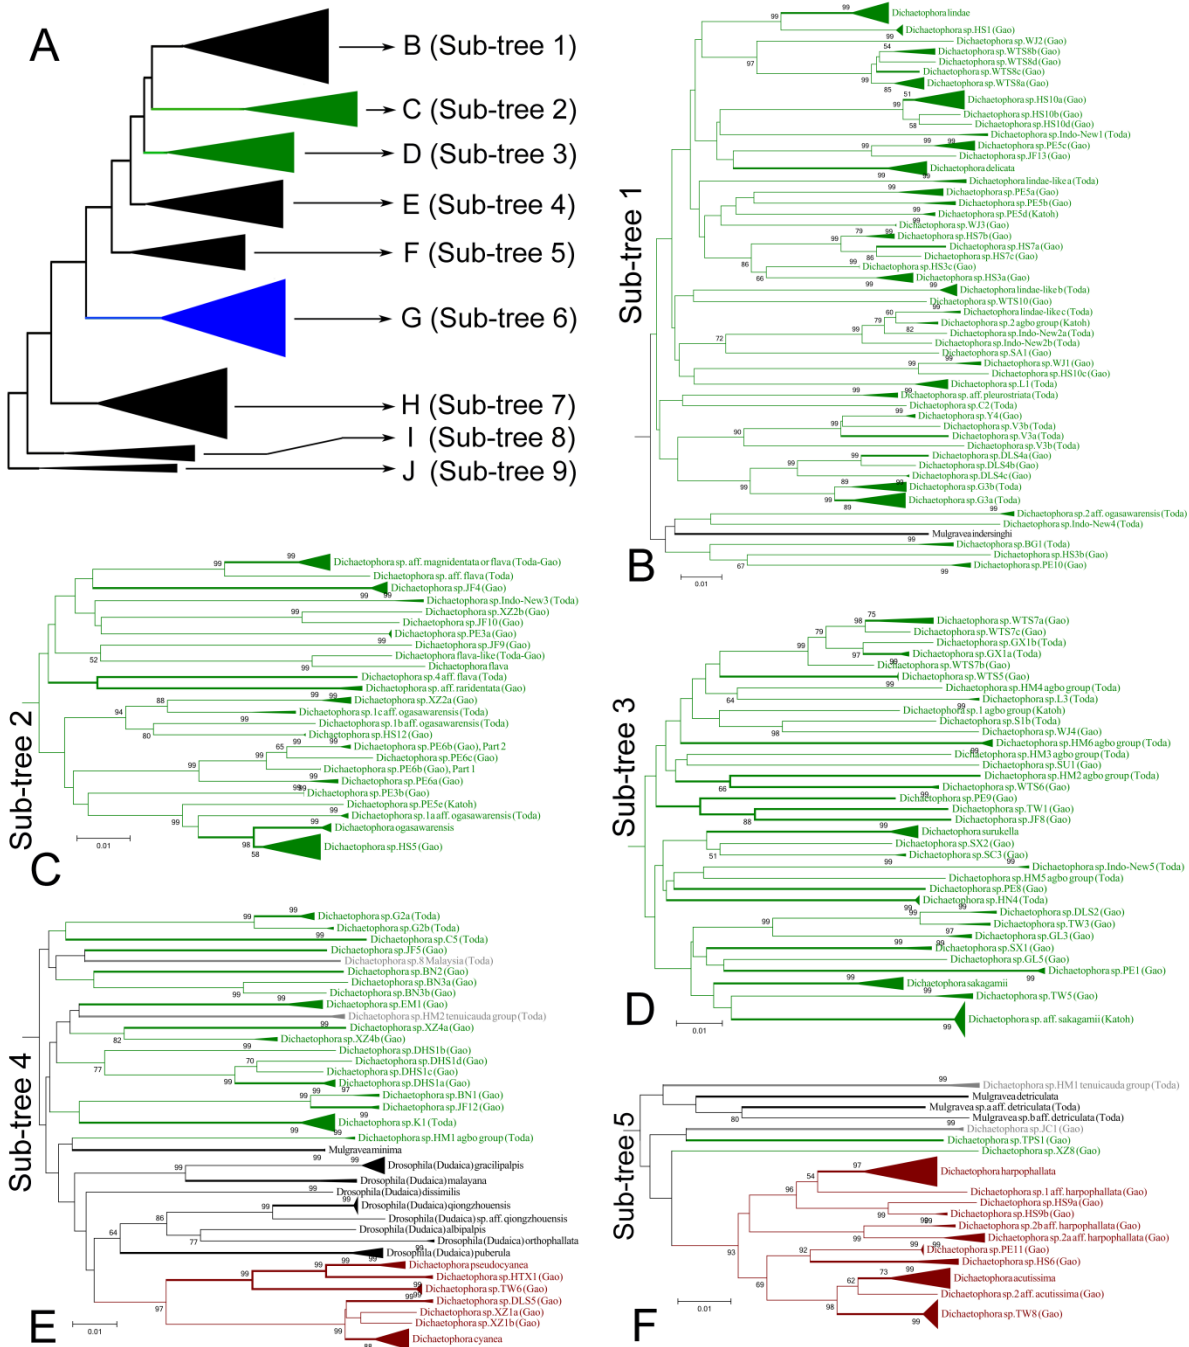 A
B (Sub-tree 1)
C (Sub-tree 2)
D (Sub-tree 3)
E (Sub-tree 4)
F (Sub-tree 5)
G (Sub-tree 6)
H (Sub-tree 7)
I (Sub-tree 8)
J (Sub-tree 9)
Sub-tree 1
Dichaetophora lindae
Dichaetophora sp.HS1 (Gao)
Dichaetophora sp.WJ2 (Gao)
Dichaetophora sp.WTS8b (Gao)
Dichaetophora sp.WTS8d (Gao)
Dichaetophora sp.WTS8c (Gao)
Dichaetophora sp.WTS8a (Gao)
Dichaetophora sp.HS10a (Gao)
Dichaetophora sp.HS10b (Gao)
Dichaetophora sp.HS10d (Gao)
Dichaetophora sp.Indo-New1 (Toda)
Dichaetophora sp.PE5c (Gao)
Dichaetophora sp.JF13 (Gao)
Dichaetophora delicata
Dichaetophora lindae-like a (Toda)
Dichaetophora sp.PE5a (Gao)
Dichaetophora sp.PE5b (Gao)
Dichaetophora sp.PE5d (Katoh)
Dichaetophora sp.WJ3 (Gao)
Dichaetophora sp.HS7b (Gao)
Dichaetophora sp.HS7a (Gao)
Dichaetophora sp.HS7c (Gao)
Dichaetophora sp.HS3c (Gao)
Dichaetophora sp.HS3a (Gao)
Dichaetophora lindae-like b (Toda)
Dichaetophora sp.WTS10 (Gao)
Dichaetophora lindae-like c (Toda)
Dichaetophora sp.2 agbo group (Katoh)
Dichaetophora sp.Indo-New2a (Toda)
Dichaetophora sp.Indo-New2b (Toda)
Dichaetophora sp.SA1 (Gao)
Dichaetophora sp.WJ1 (Gao)
Dichaetophora sp.HS10c (Gao)
Dichaetophora sp.L1 (Toda)
Dichaetophora sp. aff. pleurostriata (Toda)
Dichaetophora sp.C2 (Toda)
Dichaetophora sp.Y4 (Gao)
Dichaetophora sp.V3b (Toda)
Dichaetophora sp.V3a (Toda)
Dichaetophora sp.V3b (Toda)
Dichaetophora sp.DLS4a (Gao)
Dichaetophora sp.DLS4b (Gao)
Dichaetophora sp.DLS4c (Gao)
Dichaetophora sp.G3b (Toda)
Dichaetophora sp.G3a (Toda)
Dichaetophora sp.2 aff. ogasawarensis (Toda)
Dichaetophora sp.Indo-New4 (Toda)
Mulgravea indersinghi
Dichaetophora sp.BG1 (Toda)
Dichaetophora sp.HS3b (Gao)
Dichaetophora sp.PE10 (Gao)
0.01
B
Sub-tree 2
Dichaetophora sp. aff. magnidentata or flava (Toda-Gao)
Dichaetophora sp. aff. flava (Toda)
Dichaetophora sp.JF4 (Gao)
Dichaetophora sp.Indo-New3 (Toda)
Dichaetophora sp.XZ2b (Gao)
Dichaetophora sp.JF10 (Gao)
Dichaetophora sp.PE3a (Gao)
Dichaetophora sp.JF9 (Gao)
Dichaetophora flava-like (Toda-Gao)
Dichaetophora flava
Dichaetophora sp.4 aff. flava (Toda)
Dichaetophora sp. aff. raridentata (Gao)
Dichaetophora sp.XZ2a (Gao)
Dichaetophora sp.1c aff. ogasawarensis (Toda)
Dichaetophora sp.1b aff. ogasawarensis (Toda)
Dichaetophora sp.HS12 (Gao)
Dichaetophora sp.PE6b (Gao), Part 2
Dichaetophora sp.PE6c (Gao)
Dichaetophora sp.PE6b (Gao), Part 1
Dichaetophora sp.PE6a (Gao)
Dichaetophora sp.PE3b (Gao)
Dichaetophora sp.PE5e (Katoh)
Dichaetophora sp.1a aff. ogasawarensis (Toda)
Dichaetophora ogasawarensis
Dichaetophora sp.HS5 (Gao)
0.01
C
Sub-tree 3
Dichaetophora sp.WTS7a (Gao)
Dichaetophora sp.WTS7c (Gao)
Dichaetophora sp.GX1b (Toda)
Dichaetophora sp.GX1a (Toda)
Dichaetophora sp.WTS7b (Gao)
Dichaetophora sp.WTS5 (Gao)
Dichaetophora sp.HM4 agbo group (Toda)
Dichaetophora sp.L3 (Toda)
Dichaetophora sp.1 agbo group (Katoh)
Dichaetophora sp.S1b (Toda)
Dichaetophora sp.WJ4 (Gao)
Dichaetophora sp.HM6 agbo group (Toda)
Dichaetophora sp.HM3 agbo group (Toda)
Dichaetophora sp.SU1 (Gao)
Dichaetophora sp.HM2 agbo group (Toda)
Dichaetophora sp.WTS6 (Gao)
Dichaetophora sp.PE9 (Gao)
Dichaetophora sp.TW1 (Gao)
Dichaetophora sp.JF8 (Gao)
Dichaetophora surukella
Dichaetophora sp.SX2 (Gao)
Dichaetophora sp.SC3 (Gao)
Dichaetophora sp.Indo-New5 (Toda)
Dichaetophora sp.HM5 agbo group (Toda)
Dichaetophora sp.PE8 (Gao)
Dichaetophora sp.HN4 (Toda)
Dichaetophora sp.DLS2 (Gao)
Dichaetophora sp.TW3 (Gao)
Dichaetophora sp.GL3 (Gao)
Dichaetophora sp.SX1 (Gao)
Dichaetophora sp.GL5 (Gao)
Dichaetophora sp.PE1 (Gao)
Dichaetophora sakagamii
Dichaetophora sp.TW5 (Gao)
Dichaetophora sp. aff. sakagamii (Katoh)
0.01
D
Sub-tree 4
Dichaetophora sp.G2a (Toda)
Dichaetophora sp.G2b (Toda)
Dichaetophora sp.C5 (Toda)
Dichaetophora sp.JF5 (Gao)
Dichaetophora sp.8 Malaysia (Toda)
Dichaetophora sp.BN2 (Gao)
Dichaetophora sp.BN3a (Gao)
Dichaetophora sp.BN3b (Gao)
Dichaetophora sp.EM1 (Gao)
Dichaetophora sp.HM2 tenuicauda group (Toda)
Dichaetophora sp.XZ4a (Gao)
Dichaetophora sp.XZ4b (Gao)
Dichaetophora sp.DHS1b (Gao)
Dichaetophora sp.DHS1d (Gao)
Dichaetophora sp.DHS1c (Gao)
Dichaetophora sp.DHS1a (Gao)
Dichaetophora sp.BN1 (Gao)
Dichaetophora sp.JF12 (Gao)
Dichaetophora sp.K1 (Toda)
Dichaetophora sp.HM1 agbo group (Toda)
Mulgravea minima
Drosophila (Dudaica) gracilipalpis
Drosophila (Dudaica) malayana
Drosophila (Dudaica) dissimilis
Drosophila (Dudaica) qiongzhouensis
Drosophila (Dudaica) sp. aff. qiongzhouensis
Drosophila (Dudaica) albipalpis
Drosophila (Dudaica) orthophallata
Drosophila (Dudaica) puberula
Dichaetophora pseudocyanea
Dichaetophora sp.HTX1 (Gao)
Dichaetophora sp.TW6 (Gao)
Dichaetophora sp.DLS5 (Gao)
Dichaetophora sp.XZ1a (Gao)
Dichaetophora sp.XZ1b (Gao)
Dichaetophora cyanea
0.01
E
Sub-tree 5
Dichaetophora sp.HM1 tenuicauda group (Toda)
Mulgravea detriculata
Mulgravea sp.a aff. detriculata (Toda)
Mulgravea sp.b aff. detriculata (Toda)
Dichaetophora sp.JC1 (Gao)
Dichaetophora sp.TPS1 (Gao)
Dichaetophora sp.XZ8 (Gao)
Dichaetophora harpophallata
Dichaetophora sp.1 aff. harpophallata (Gao)
Dichaetophora sp.HS9a (Gao)
Dichaetophora sp.HS9b (Gao)
Dichaetophora sp.2b aff. harpophallata (Gao)
Dichaetophora sp.2a aff. harpophallata (Gao)
Dichaetophora sp.PE11 (Gao)
Dichaetophora sp.HS6 (Gao)
Dichaetophora acutissima
Dichaetophora sp.2 aff. acutissima (Gao)
Dichaetophora sp.TW8 (Gao)
0.01
F